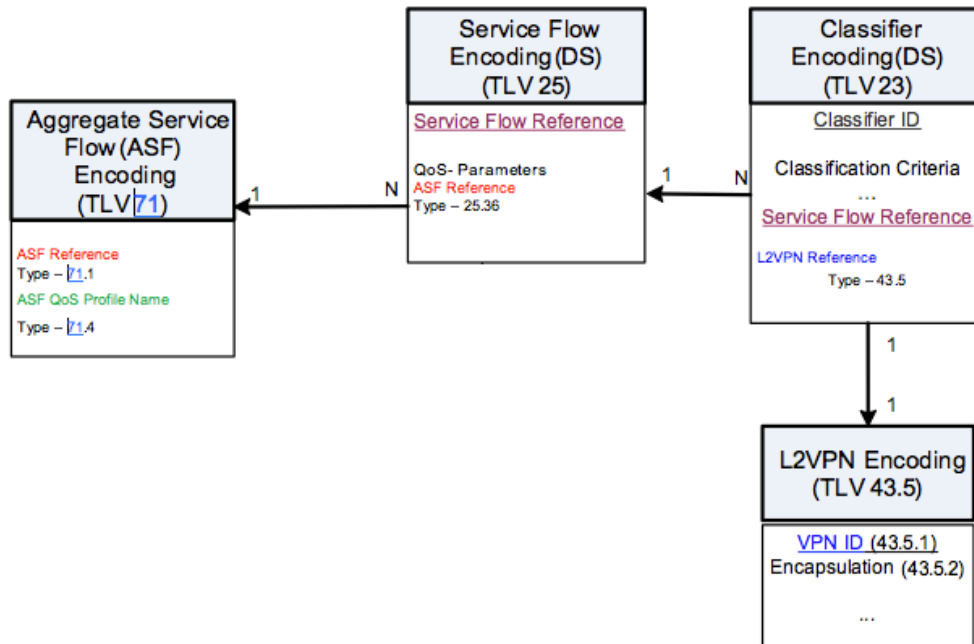 Aggregate Service
Flow (ASF)
Encoding
(TLV 71)
ASF Reference
Type – 71.1
ASF QoS Profile Name
Type – 71.4
1
N
Service Flow
Encoding (DS)
(TLV 25)
Service Flow Reference
QoS- Parameters
ASF Reference
Type – 25.36
1
N
Classifier
Encoding(DS)
(TLV 23)
Classifier ID
Classification Criteria
...
Service Flow Reference
L2VPN Reference
Type – 43.5
1
1
L2VPN Encoding
(TLV 43.5)
VPN ID (43.5.1)
Encapsulation (43.5.2)
...